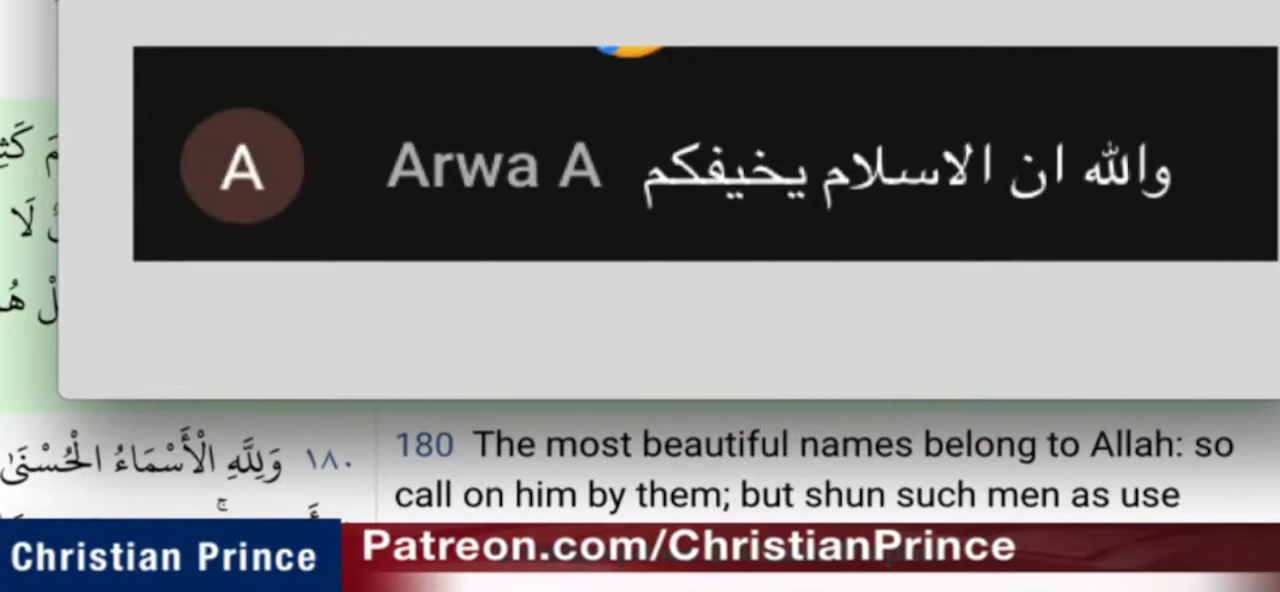 A
Arwa A والله ان الاسلام يخيفكم
لَا
١٨٠ وَلِلَّهِ الْأَسْمَاءُ الْحُسْنَىٰ
180 The most beautiful names belong to Allah: so
call on him by them; but shun such men as use
Christian Prince
Patreon.com/ChristianPrince